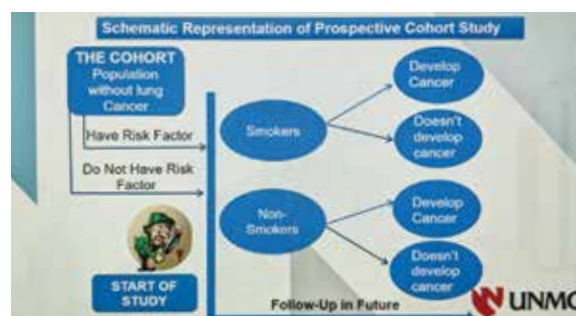 Schematic Representation of Prospective Cohort Study
THE COHORT
Population
without lung
Cancer
Have Risk Factor
Do Not Have Risk
Factor
START OF
STUDY
Smokers
Non-
Smokers
Develop
Cancer
Doesn't
develop
cancer
Develop
Cancer
Doesn't
develop
cancer
Follow-Up in Future
UNMC